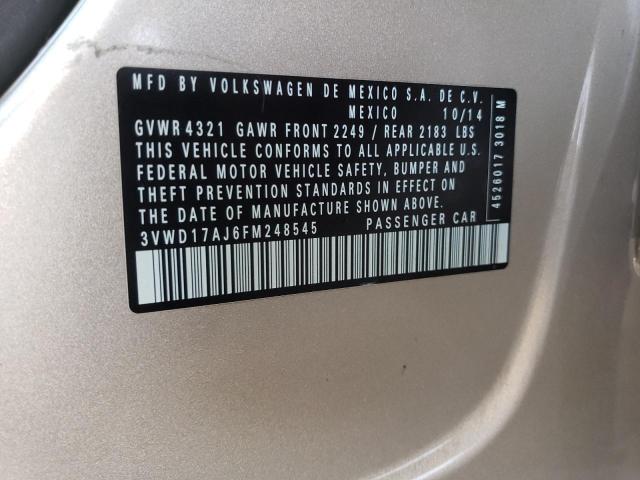 MFD BY VOLKSWAGEN DE MEXICO S.A. DE C.V.
MEXICO 10/14
GVWR 4321 GAWR FRONT 2249 / REAR 2183 LBS
THIS VEHICLE CONFORMS TO ALL APPLICABLE U.S.
FEDERAL MOTOR VEHICLE SAFETY, BUMPER AND
THEFT PREVENTION STANDARDS IN EFFECT ON
THE DATE OF MANUFACTURE SHOWN ABOVE.
3VWD17AJ6FM248545 PASSENGER CAR
4526017 3018 M